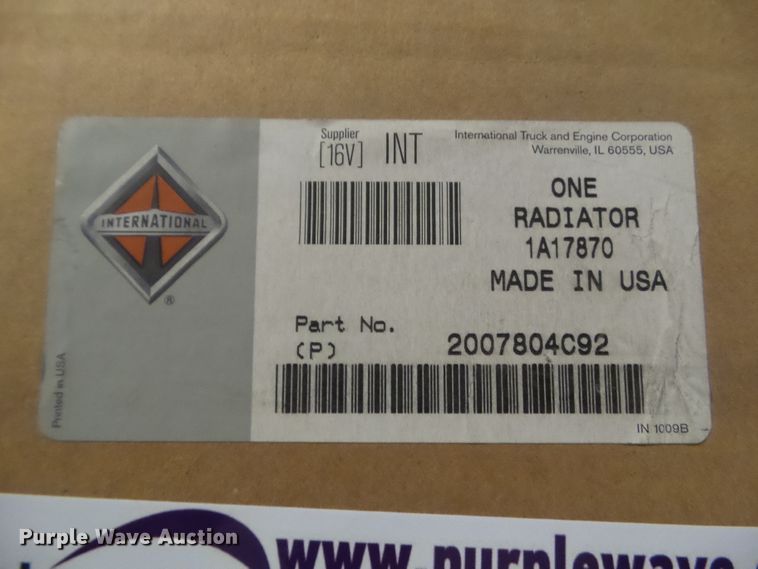 Supplier
[16V] INT
International Truck and Engine Corporation
Warrenville, IL 60555, USA
INTERNATIONAL
®
ONE
RADIATOR
1A17870
MADE IN USA
Part No.
(P) 2007804C92
Printed in USA
IN 1009B
Purple Wave Auction
www.purplewave.